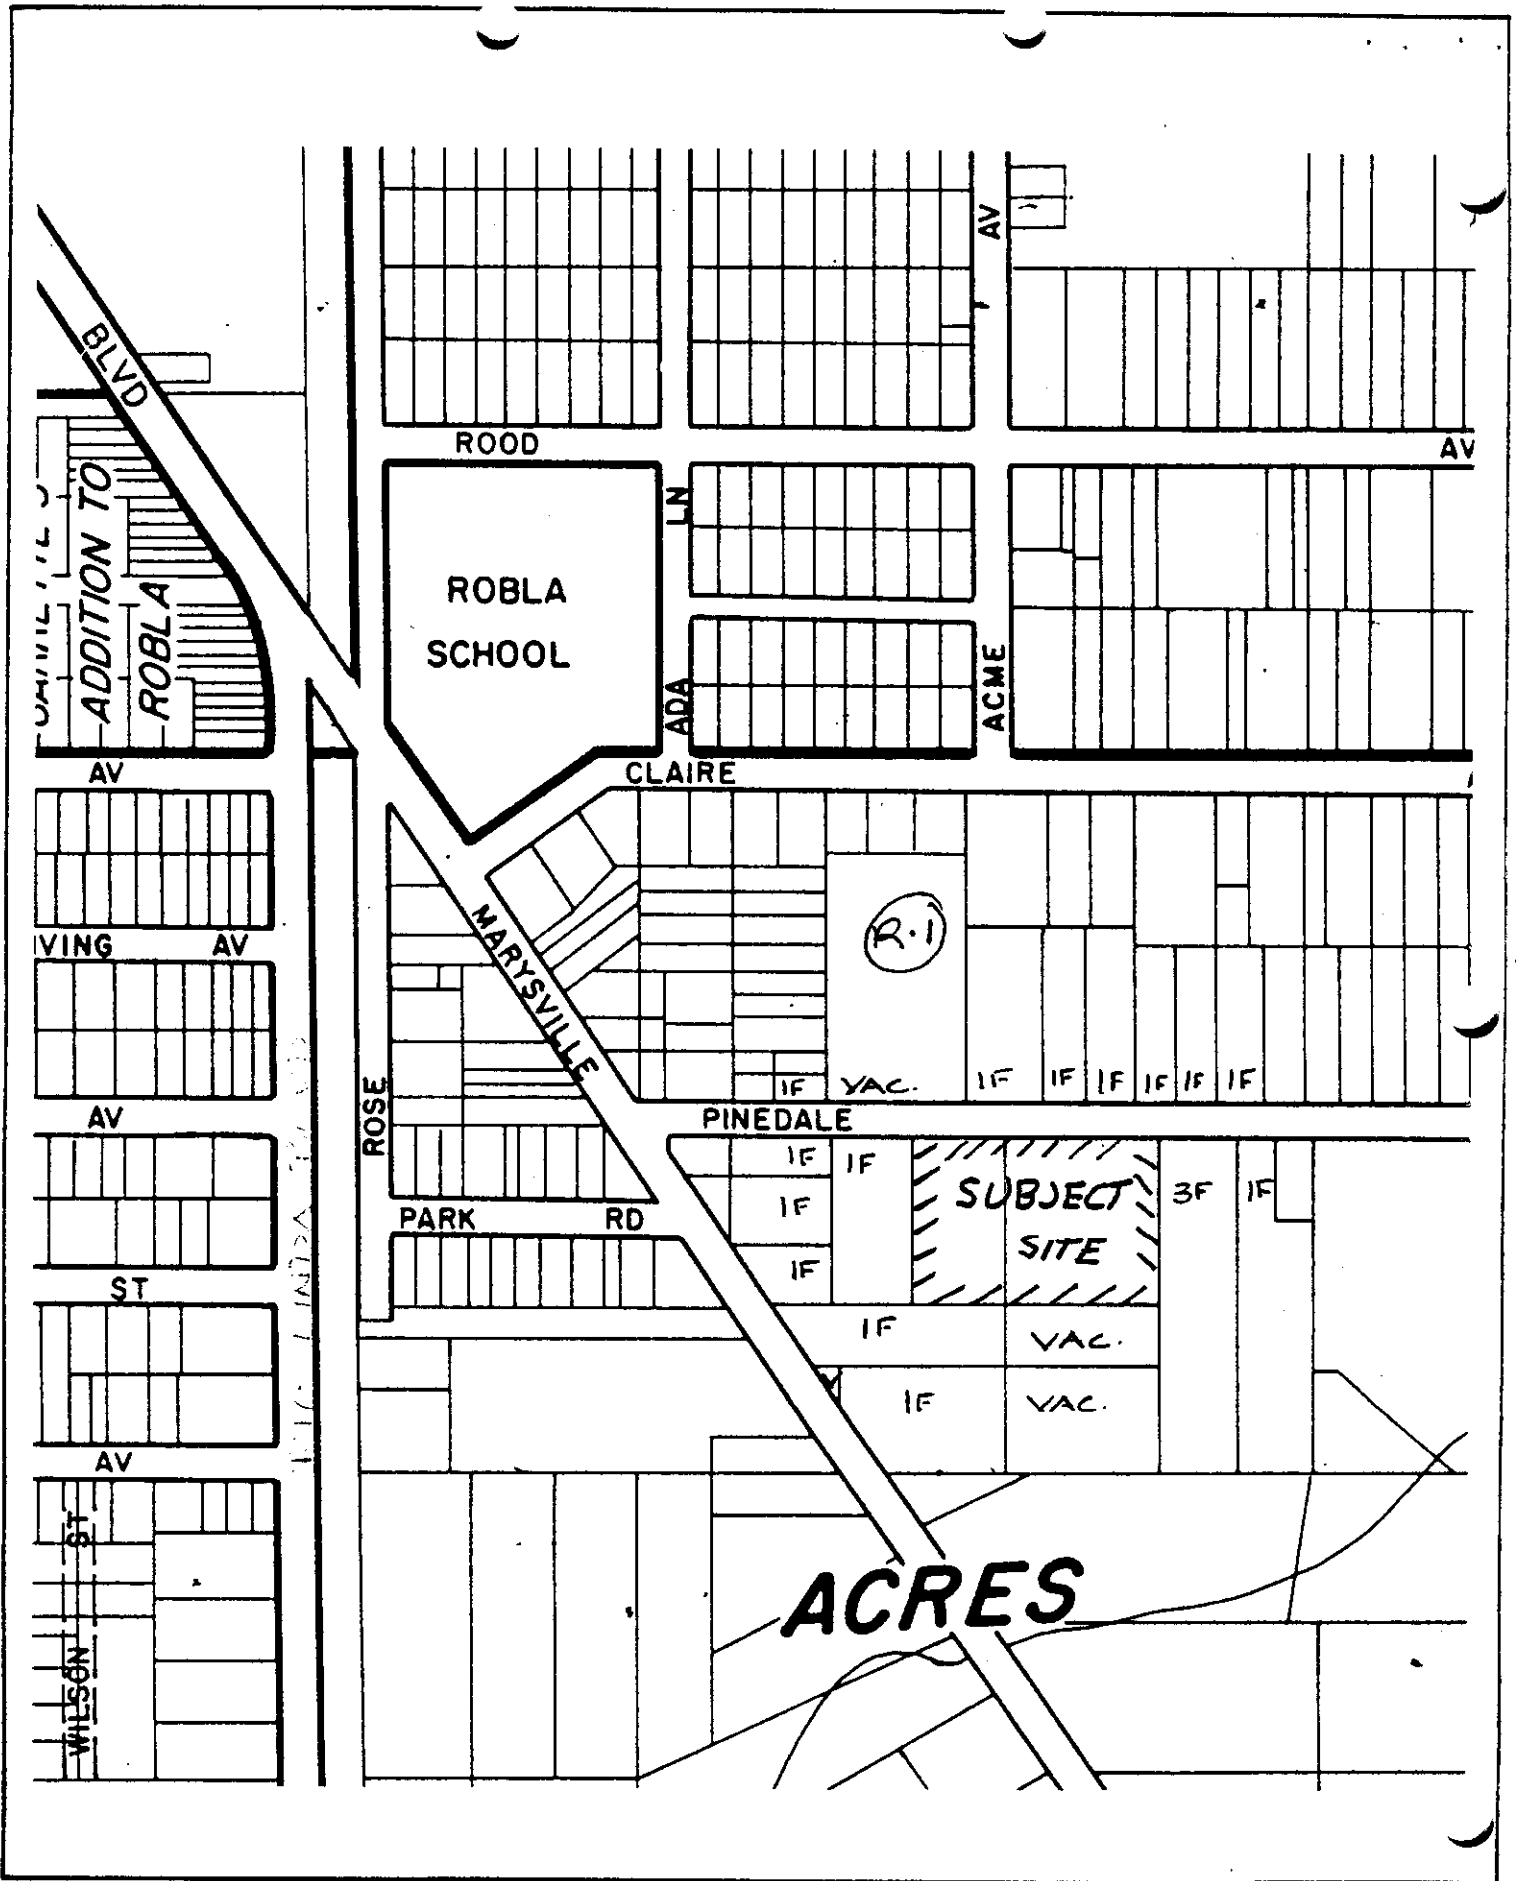 AV
BLVD
ROOD
AV
LN
ADDITION TO
ROBLA
ROBLA
SCHOOL
ADA
ACME
AV
CLAIRE
R-1
MARYSVILLE
IVING AV
1F VAC. 1F 1F 1F 1F 1F 1F
AV
ROSE
PINEDALE
1F 1F
SUBJECT
SITE
3F 1F
1F
1F
PARK RD
ST
1F VAC.
1F VAC.
AV
ST
WILSON
ACRES